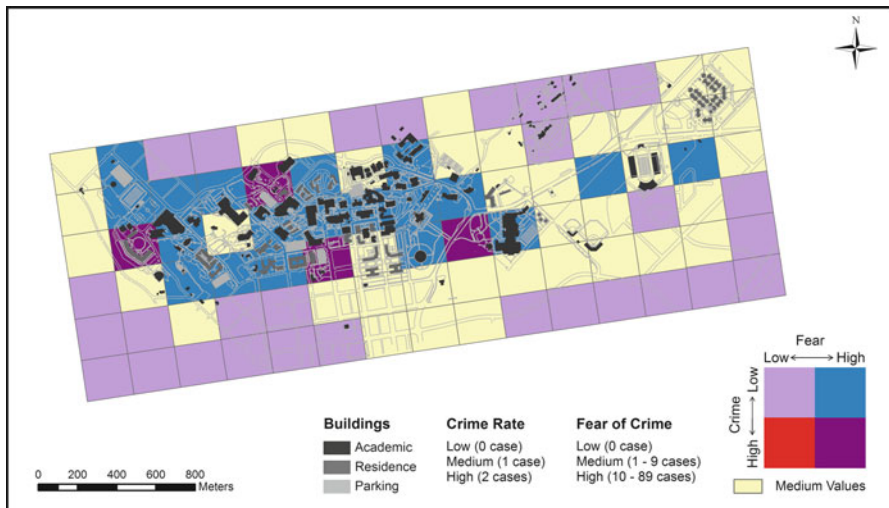 N
Fear
Low High
Crime
Low
High
Medium Values
Buildings
Academic
Residence
Parking
Crime Rate
Low (0 case)
Medium (1 case)
High (2 cases)
Fear of Crime
Low (0 case)
Medium (1 - 9 cases)
High (10 - 89 cases)
0 200 400 600 800
Meters